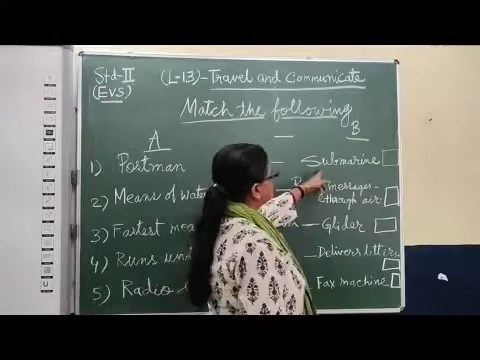 Std-II (L-13)-Travel and Communicate
(EVS)
Match the following
A B
1) Postman — Submarine
2) Means of wate messages-
through air
3) Fastest mea — Glider
4) Runs und Delivers letters
5) Radio Fax machine